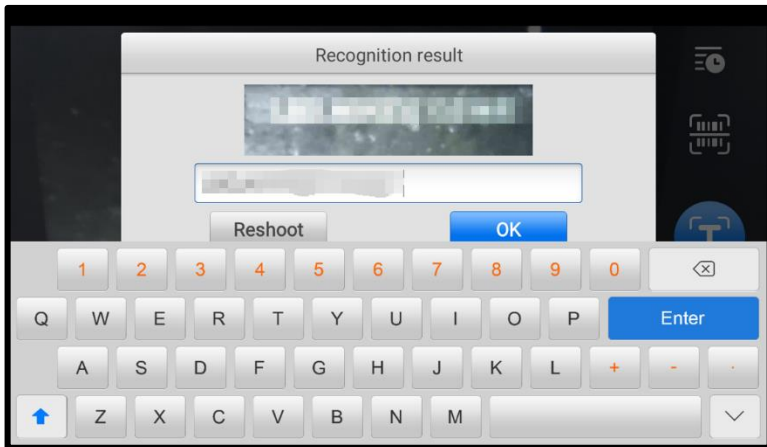 Recognition result
Reshoot
OK
1 2 3 4 5 6 7 8 9 0
Q W E R T Y U I O P Enter
A S D F G H J K L + - .
Z X C V B N M